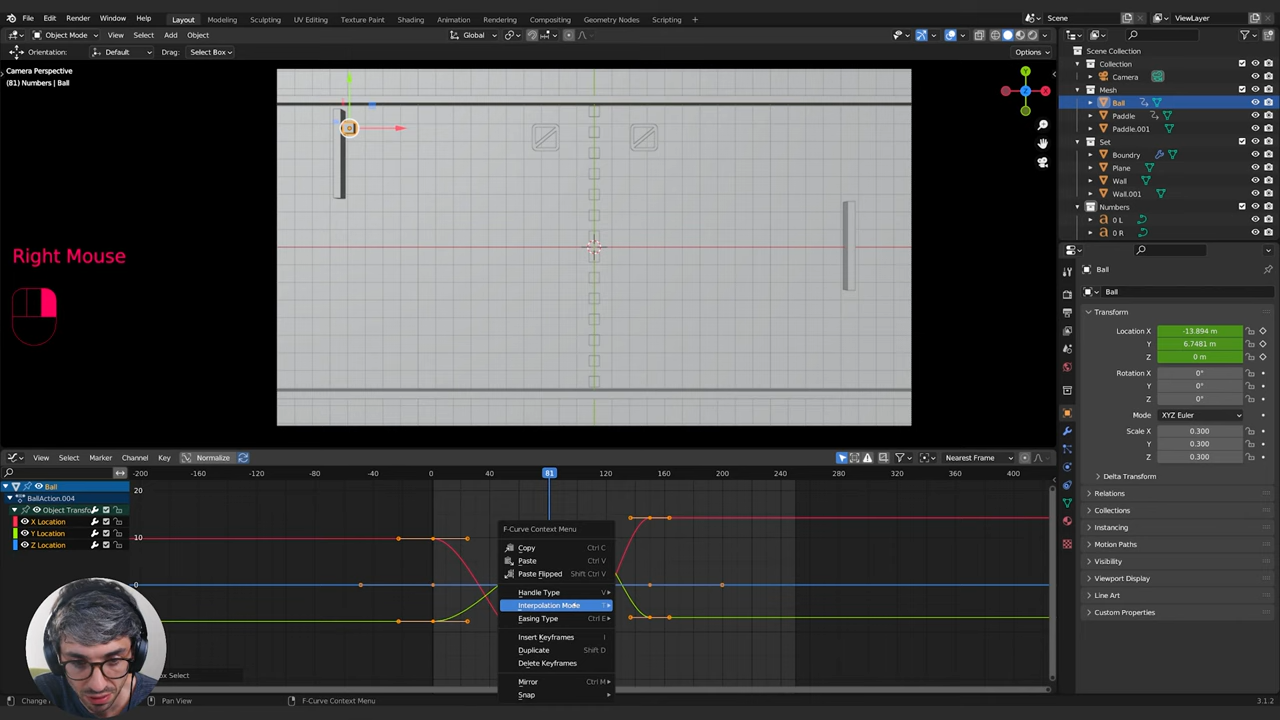 File Edit Render Window Help Layout Modeling Sculpting UV Editing Texture Paint Shading Animation Rendering Compositing Geometry Nodes Scripting + Scene ViewLayer
Object Mode View Select Add Object Global
Orientation: Default Drag: Select Box Options
Camera Perspective
(81) Numbers | Ball
Right Mouse
Scene Collection
Collection
Camera
Mesh
Ball
Paddle
Paddle.001
Set
Boundry
Plane
Wall
Wall.001
Numbers
0 L
0 R
Ball
Ball
Transform
Location X -13.894 m
Y 6.7481 m
Z 0 m
Rotation X 0°
Y 0°
Z 0°
Mode XYZ Euler
Scale X 0.300
Y 0.300
Z 0.300
Delta Transform
Relations
Collections
Instancing
Motion Paths
Visibility
Viewport Display
Line Art
Custom Properties
View Select Marker Channel Key Normalize Nearest Frame
-200 -120 -80 -40 0 40 81 120 200 240 280 320 400
Ball
BallAction.004
Object Transfo
X Location
Y Location
Z Location
20
10
0
F-Curve Context Menu
Copy Ctrl C
Paste Ctrl V
Paste Flipped Shift Ctrl V
Handle Type V
Interpolation Mode T
Easing Type Ctrl E
Insert Keyframes I
Duplicate Shift D
Delete Keyframes
Mirror Ctrl M
Snap
Select
Change Pan View F-Curve Context Menu 3.1.2